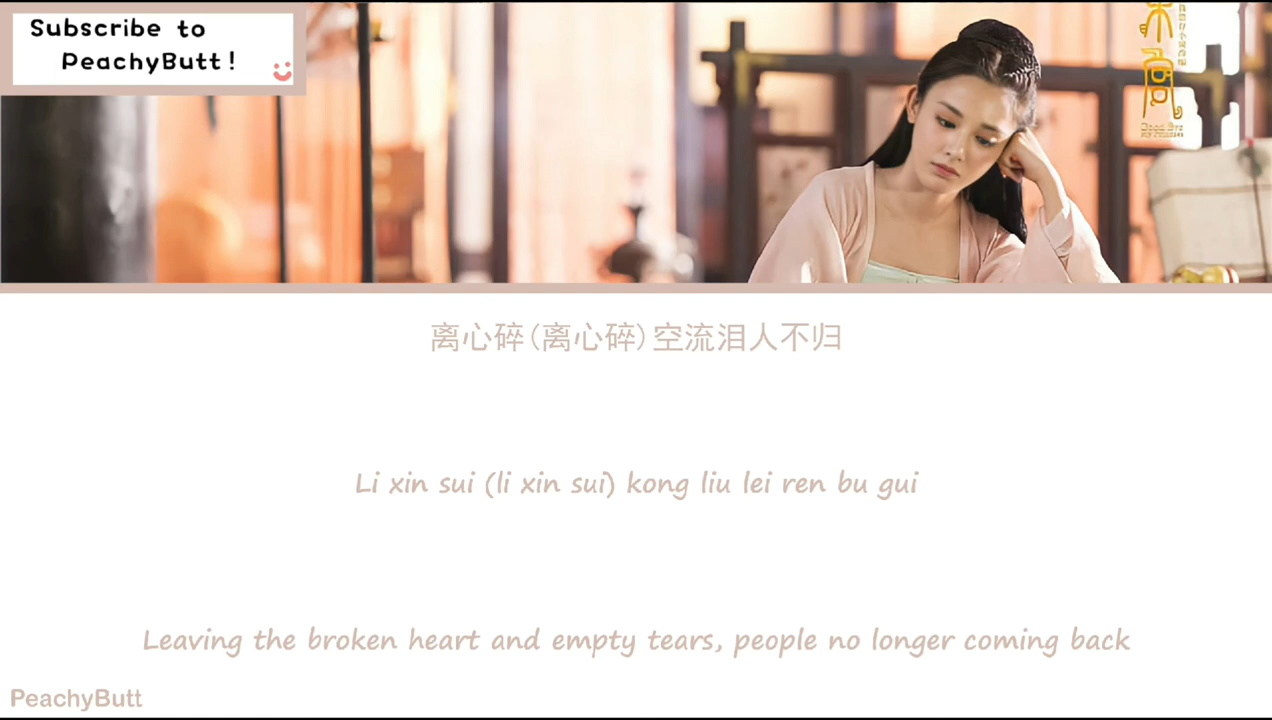 Subscribe to
PeachyButt!
离心碎(离心碎)空流泪人不归
Li xin sui (li xin sui) kong liu lei ren bu gui
Leaving the broken heart and empty tears, people no longer coming back
PeachyButt